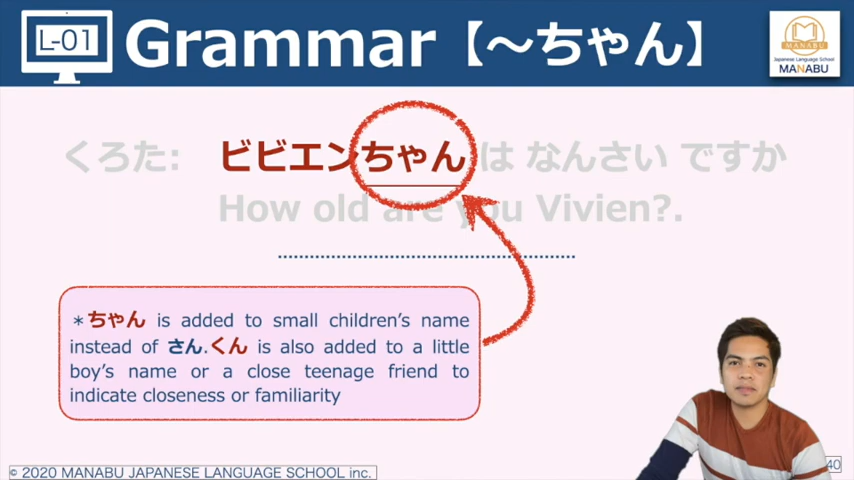 L-01
Grammar【～ちゃん】
MANABU
Japanese Language School
MANABU
くろた: ビビエンちゃん は なんさい ですか
How old are you Vivien?.
＊ちゃん is added to small children's name
instead of さん.くん is also added to a little
boy's name or a close teenage friend to
indicate closeness or familiarity
© 2020 MANABU JAPANESE LANGUAGE SCHOOL inc.
40